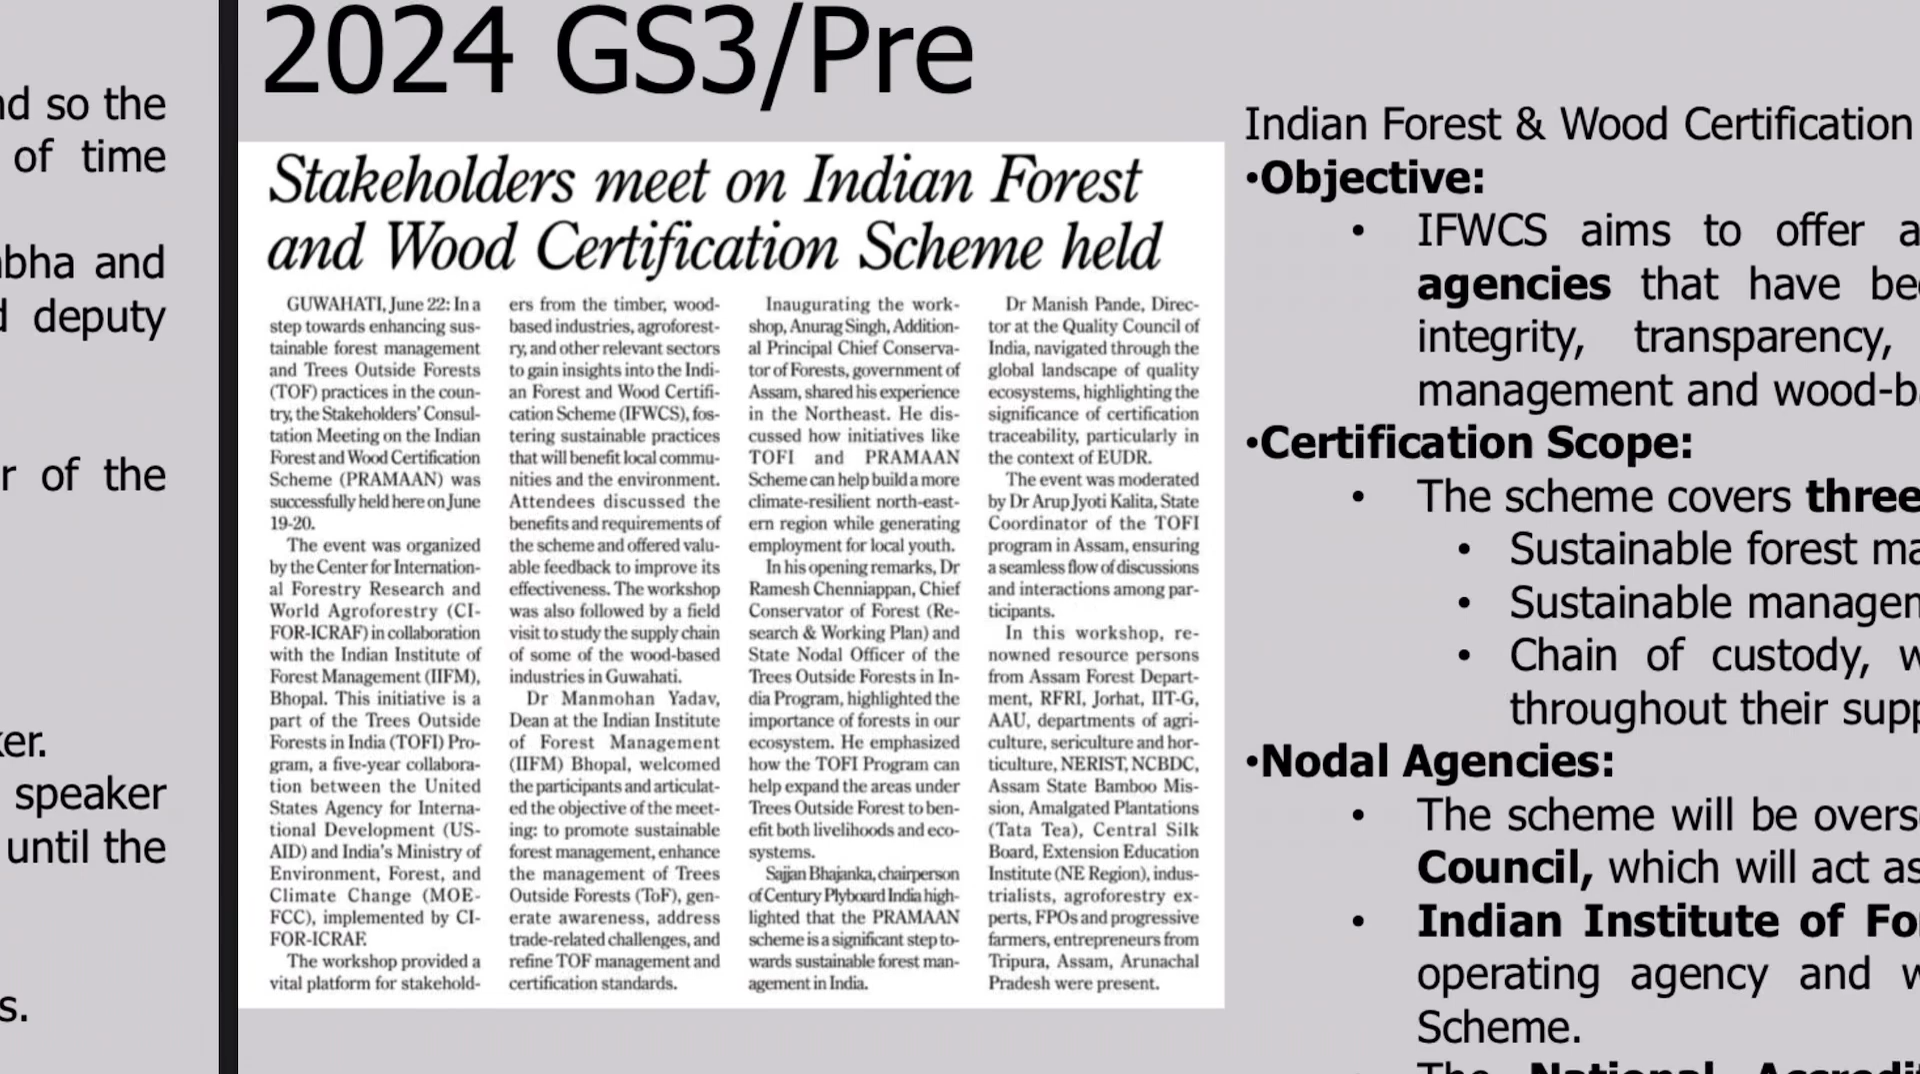 nd so the
of time
abha and
d deputy
r of the
ker.
speaker
until the
s.
2024 GS3/Pre
Stakeholders meet on Indian Forest
and Wood Certification Scheme held
GUWAHATI, June 22: In a
step towards enhancing sus-
tainable forest management
and Trees Outside Forests
(TOF) practices in the coun-
try, the Stakeholders' Consul-
tation Meeting on the Indian
Forest and Wood Certification
Scheme (PRAMAAN) was
successfully held here on June
19-20.
The event was organized
by the Center for Internation-
al Forestry Research and
World Agroforestry (CI-
FOR-ICRAF) in collaboration
with the Indian Institute of
Forest Management (IIFM),
Bhopal. This initiative is a
part of the Trees Outside
Forests in India (TOFI) Pro-
gram, a five-year collabora-
tion between the United
States Agency for Interna-
tional Development (US-
AID) and India's Ministry of
Environment, Forest, and
Climate Change (MOE-
FCC), implemented by CI-
FOR-ICRAF.
The workshop provided a
vital platform for stakehold-
ers from the timber, wood-
based industries, agroforest-
ry, and other relevant sectors
to gain insights into the Indi-
an Forest and Wood Certifi-
cation Scheme (IFWCS), fos-
tering sustainable practices
that will benefit local commu-
nities and the environment.
Attendees discussed the
benefits and requirements of
the scheme and offered valu-
able feedback to improve its
effectiveness. The workshop
was also followed by a field
visit to study the supply chain
of some of the wood-based
industries in Guwahati.
Dr Manmohan Yadav,
Dean at the Indian Institute
of Forest Management
(IIFM) Bhopal, welcomed
the participants and articulat-
ed the objective of the meet-
ing: to promote sustainable
forest management, enhance
the management of Trees
Outside Forests (ToF), gen-
erate awareness, address
trade-related challenges, and
refine TOF management and
certification standards.
Inaugurating the work-
shop, Anurag Singh, Addition-
al Principal Chief Conserva-
tor of Forests, government of
Assam, shared his experience
in the Northeast. He dis-
cussed how initiatives like
TOFI and PRAMAAN
Scheme can help build a more
climate-resilient north-east-
ern region while generating
employment for local youth.
In his opening remarks, Dr
Ramesh Chenniappan, Chief
Conservator of Forest (Re-
search & Working Plan) and
State Nodal Officer of the
Trees Outside Forests in In-
dia Program, highlighted the
importance of forests in our
ecosystem. He emphasized
how the TOFI Program can
help expand the areas under
Trees Outside Forest to ben-
efit both livelihoods and eco-
systems.
Sajjan Bhajanka, chairperson
of Century Plyboard India high-
lighted that the PRAMAAN
scheme is a significant step to-
wards sustainable forest man-
agement in India.
Dr Manish Pande, Direc-
tor at the Quality Council of
India, navigated through the
global landscape of quality
ecosystems, highlighting the
significance of certification
traceability, particularly in
the context of EUDR.
The event was moderated
by Dr Arup Jyoti Kalita, State
Coordinator of the TOFI
program in Assam, ensuring
a seamless flow of discussions
and interactions among par-
ticipants.
In this workshop, re-
nowned resource persons
from Assam Forest Depart-
ment, RFRI, Jorhat, IIT-G,
AAU, departments of agri-
culture, sericulture and hor-
ticulture, NERIST, NCBDC,
Assam State Bamboo Mis-
sion, Amalgated Plantations
(Tata Tea), Central Silk
Board, Extension Education
Institute (NE Region), indus-
trialists, agroforestry ex-
perts, FPOs and progressive
farmers, entrepreneurs from
Tripura, Assam, Arunachal
Pradesh were present.
Indian Forest & Wood Certification
•Objective:
• IFWCS aims to offer a
agencies that have be
integrity, transparency,
management and wood-b
•Certification Scope:
• The scheme covers three
• Sustainable forest ma
• Sustainable managem
• Chain of custody, w
throughout their supp
•Nodal Agencies:
• The scheme will be overs
Council, which will act as
• Indian Institute of Fo
operating agency and w
Scheme.
The National Accredit